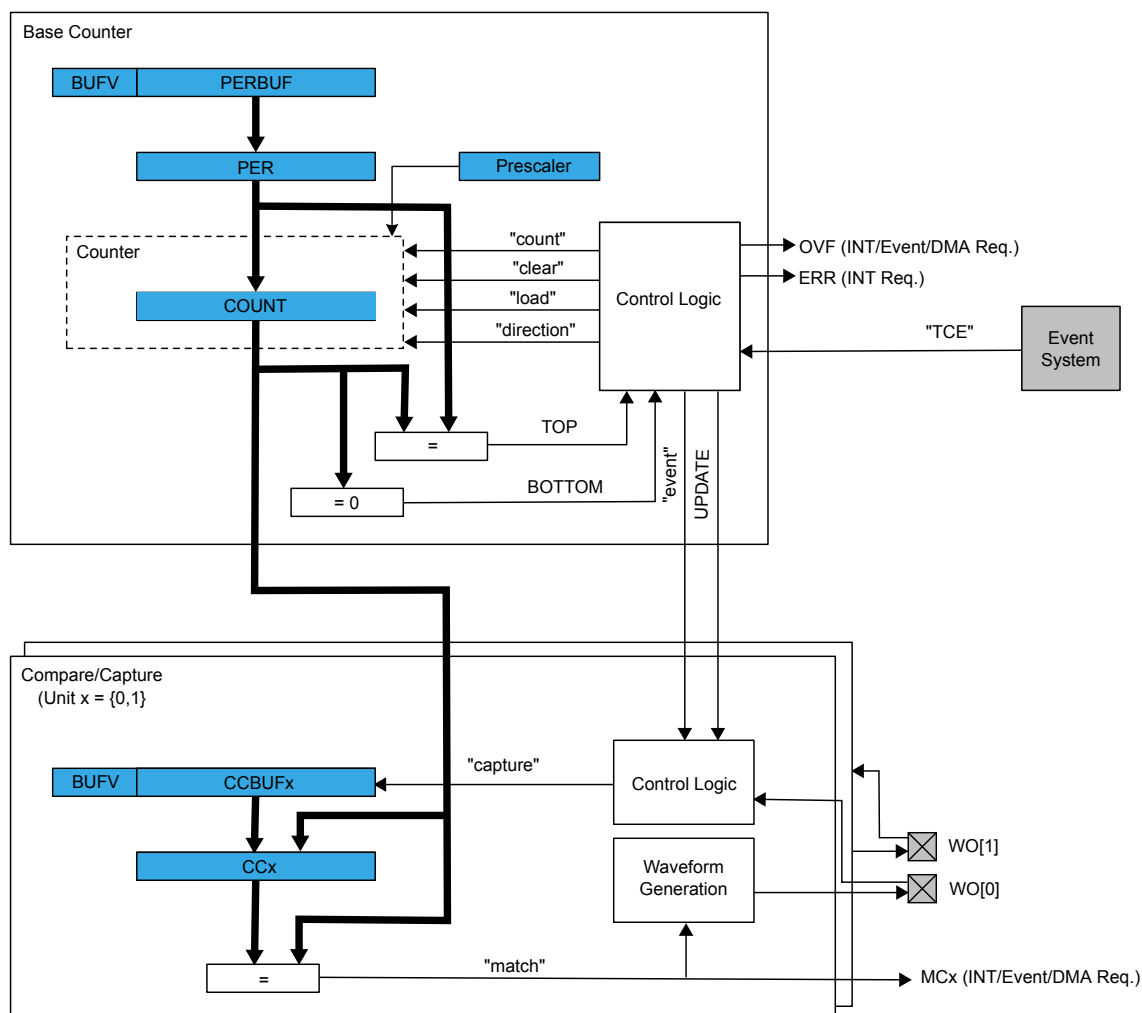 Base Counter
BUFV
PERBUF
PER
Prescaler
Counter
COUNT
"count"
"clear"
"load"
"direction"
Control Logic
OVF (INT/Event/DMA Req.)
ERR (INT Req.)
"TCE"
Event
System
=
TOP
= 0
BOTTOM
"event"
UPDATE
Compare/Capture
(Unit x = {0,1}
BUFV
CCBUFx
"capture"
Control Logic
CCx
Waveform
Generation
WO[1]
WO[0]
=
"match"
MCx (INT/Event/DMA Req.)